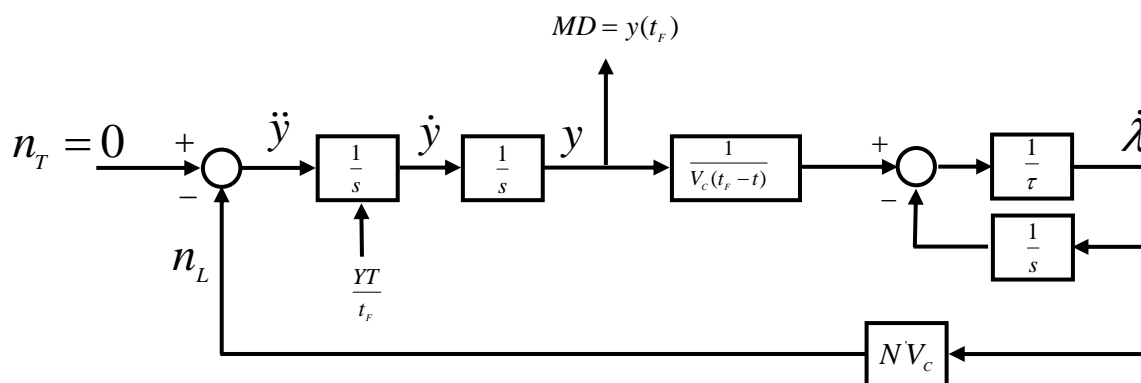 MD = y(t_F)
n_T = 0
+
−
ÿ
1/s
ẏ
1/s
y
1/(V_C(t_F − t))
+
−
1/τ
λ̇
1/s
n_L
YT/t_F
N'V_C